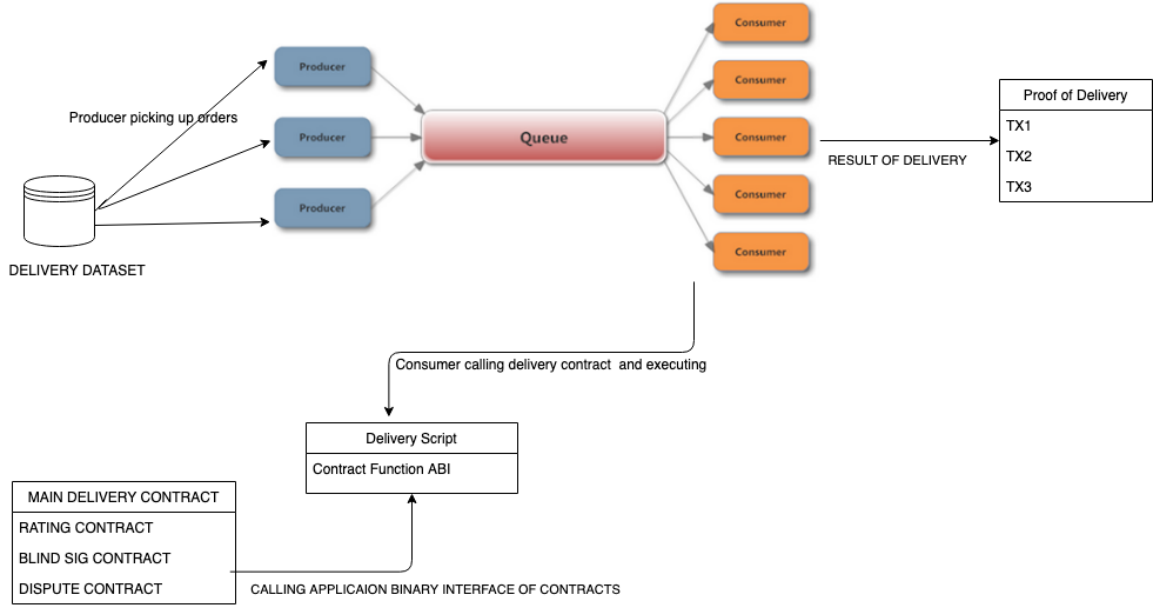 Consumer
Producer
Consumer
Proof of Delivery
Producer picking up orders
TX1
Producer
Queue
Consumer
RESULT OF DELIVERY
TX2
TX3
Consumer
Producer
Consumer
DELIVERY DATASET
Consumer calling delivery contract and executing
Delivery Script
Contract Function ABI
MAIN DELIVERY CONTRACT
RATING CONTRACT
BLIND SIG CONTRACT
DISPUTE CONTRACT
CALLING APPLICAION BINARY INTERFACE OF CONTRACTS